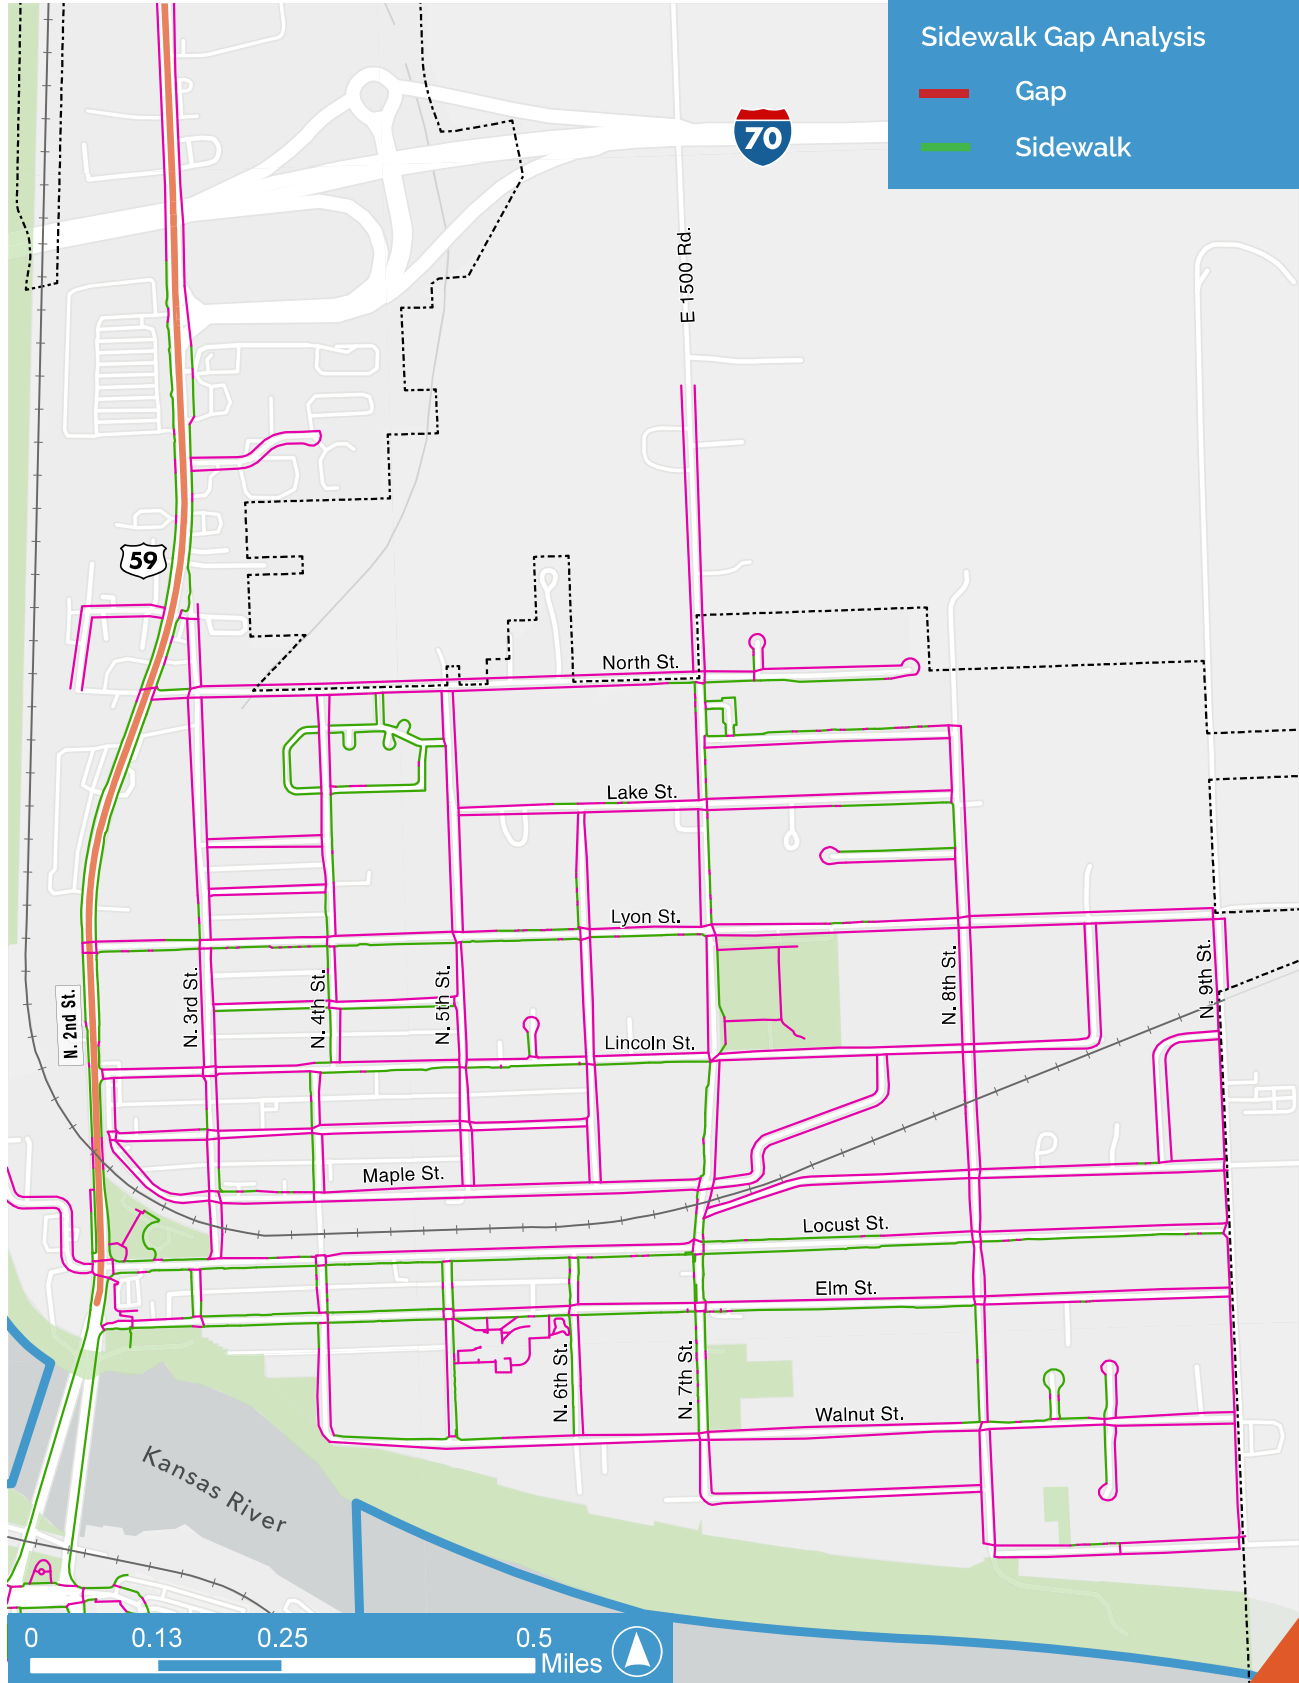 Sidewalk Gap Analysis
Gap
Sidewalk
70
E 1500 Rd.
59
North St.
Lake St.
Lyon St.
N. 2nd St.
N. 3rd St.
N. 4th St.
N. 5th St.
N. 8th St.
N. 9th St.
Lincoln St.
Maple St.
Locust St.
Elm St.
N. 6th St.
N. 7th St.
Walnut St.
Kansas River
0 0.13 0.25 0.5
Miles